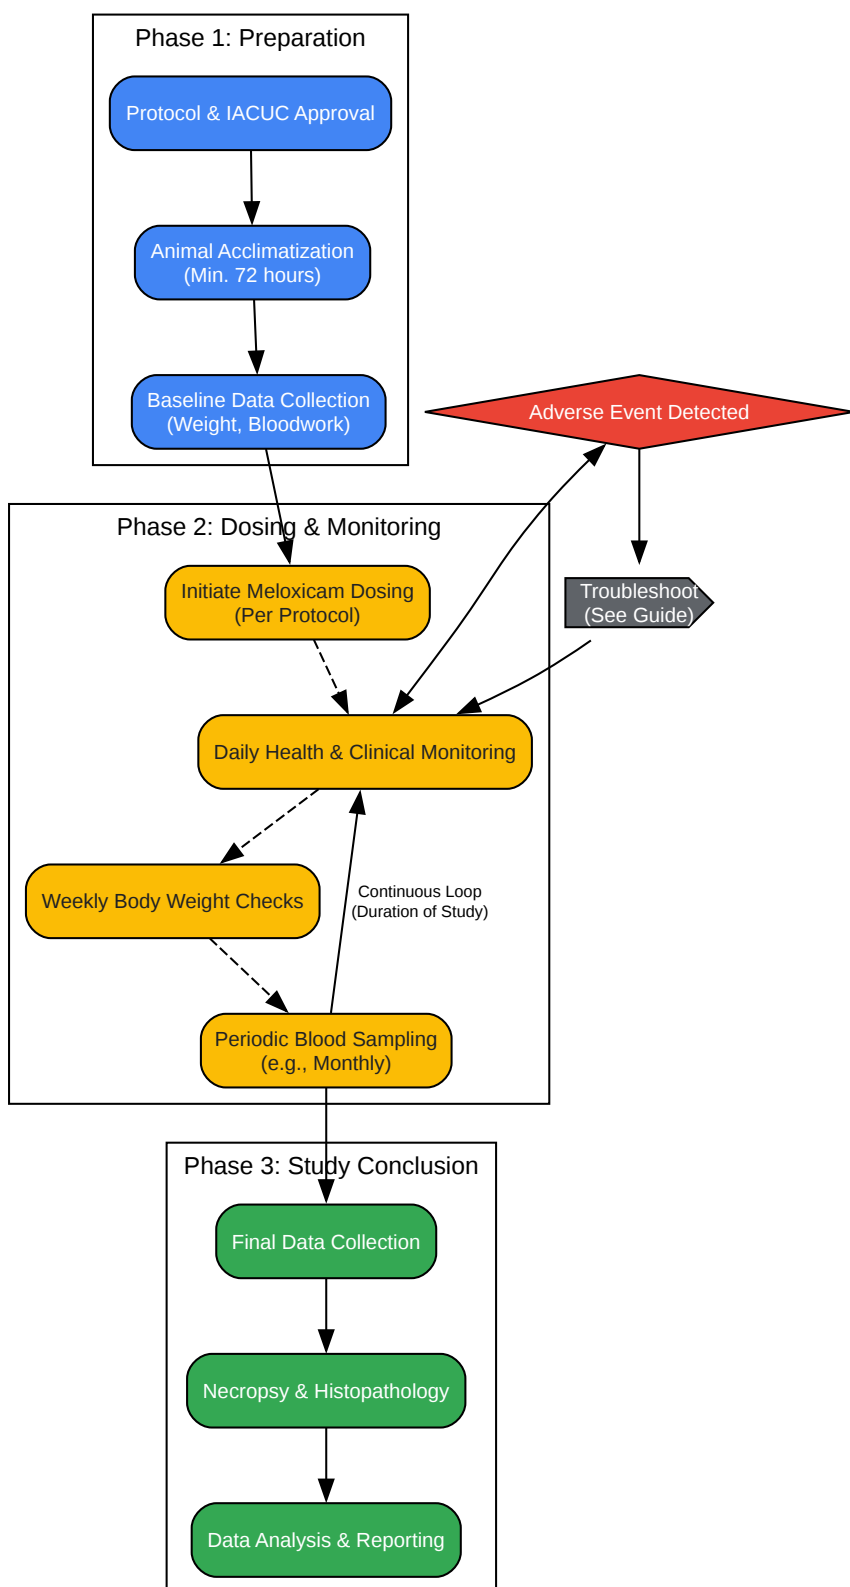 Phase 1: Preparation
Protocol & IACUC Approval
Animal Acclimatization
(Min. 72 hours)
Baseline Data Collection
(Weight, Bloodwork)
Adverse Event Detected
Phase 2: Dosing & Monitoring
Initiate Meloxicam Dosing
(Per Protocol)
Troubleshoot
(See Guide)
Daily Health & Clinical Monitoring
Weekly Body Weight Checks
Continuous Loop
(Duration of Study)
Periodic Blood Sampling
(e.g., Monthly)
Phase 3: Study Conclusion
Final Data Collection
Necropsy & Histopathology
Data Analysis & Reporting